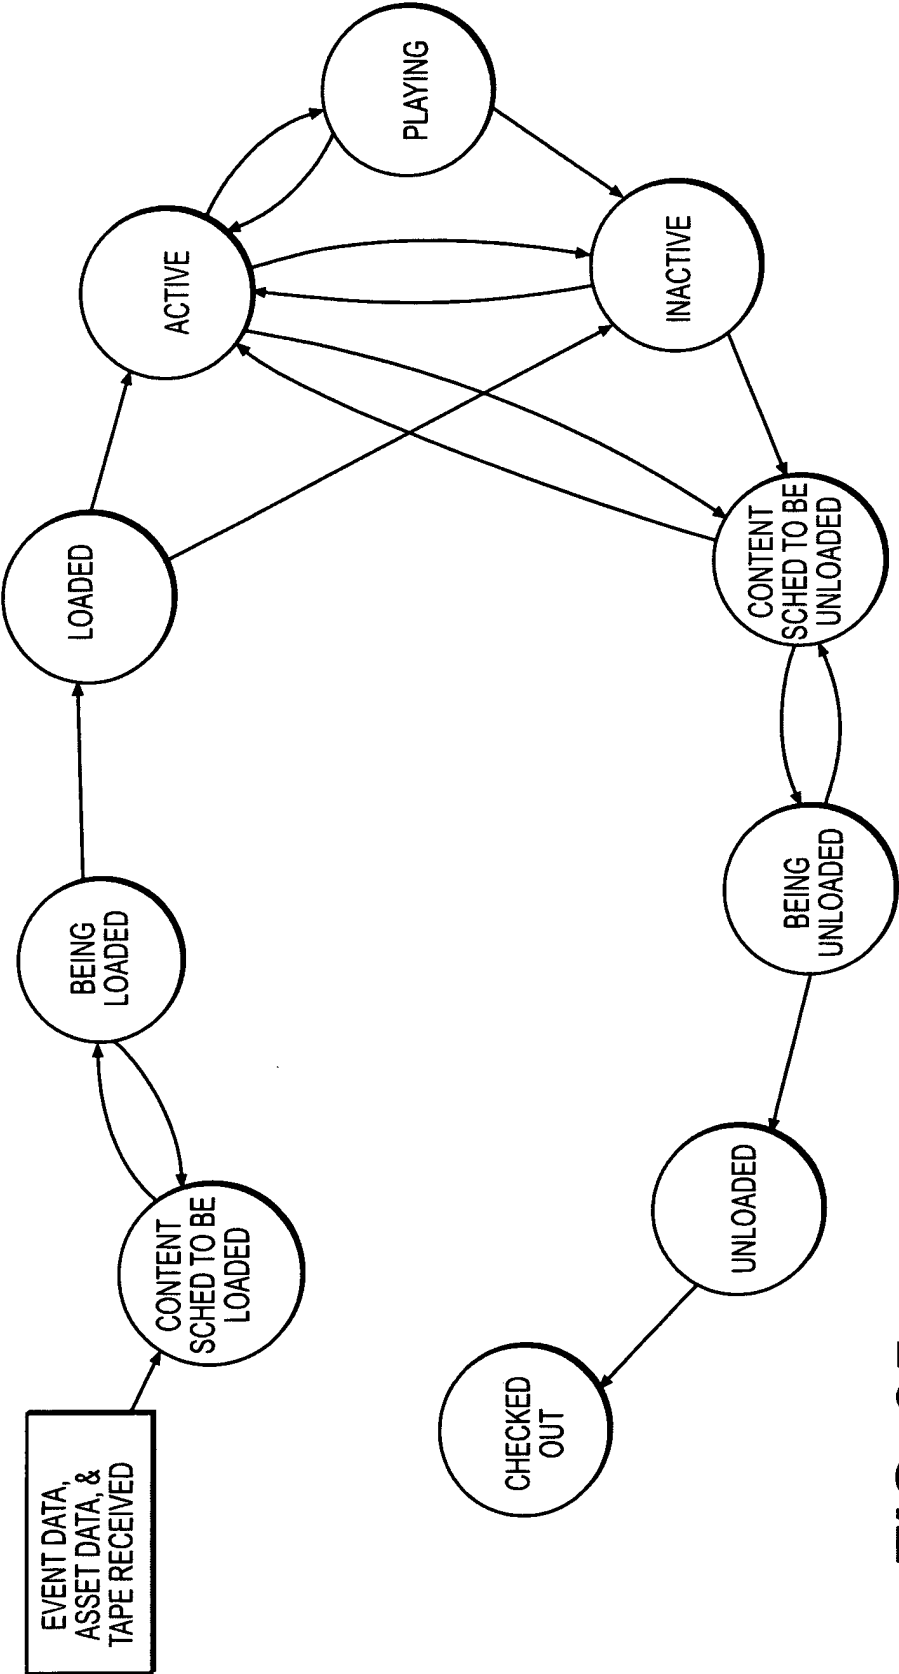 EVENT DATA,
ASSET DATA, &
TAPE RECEIVED
CONTENT
SCHED TO BE
LOADED
BEING
LOADED
LOADED
ACTIVE
PLAYING
INACTIVE
CONTENT
SCHED TO BE
UNLOADED
BEING
UNLOADED
UNLOADED
CHECKED
OUT